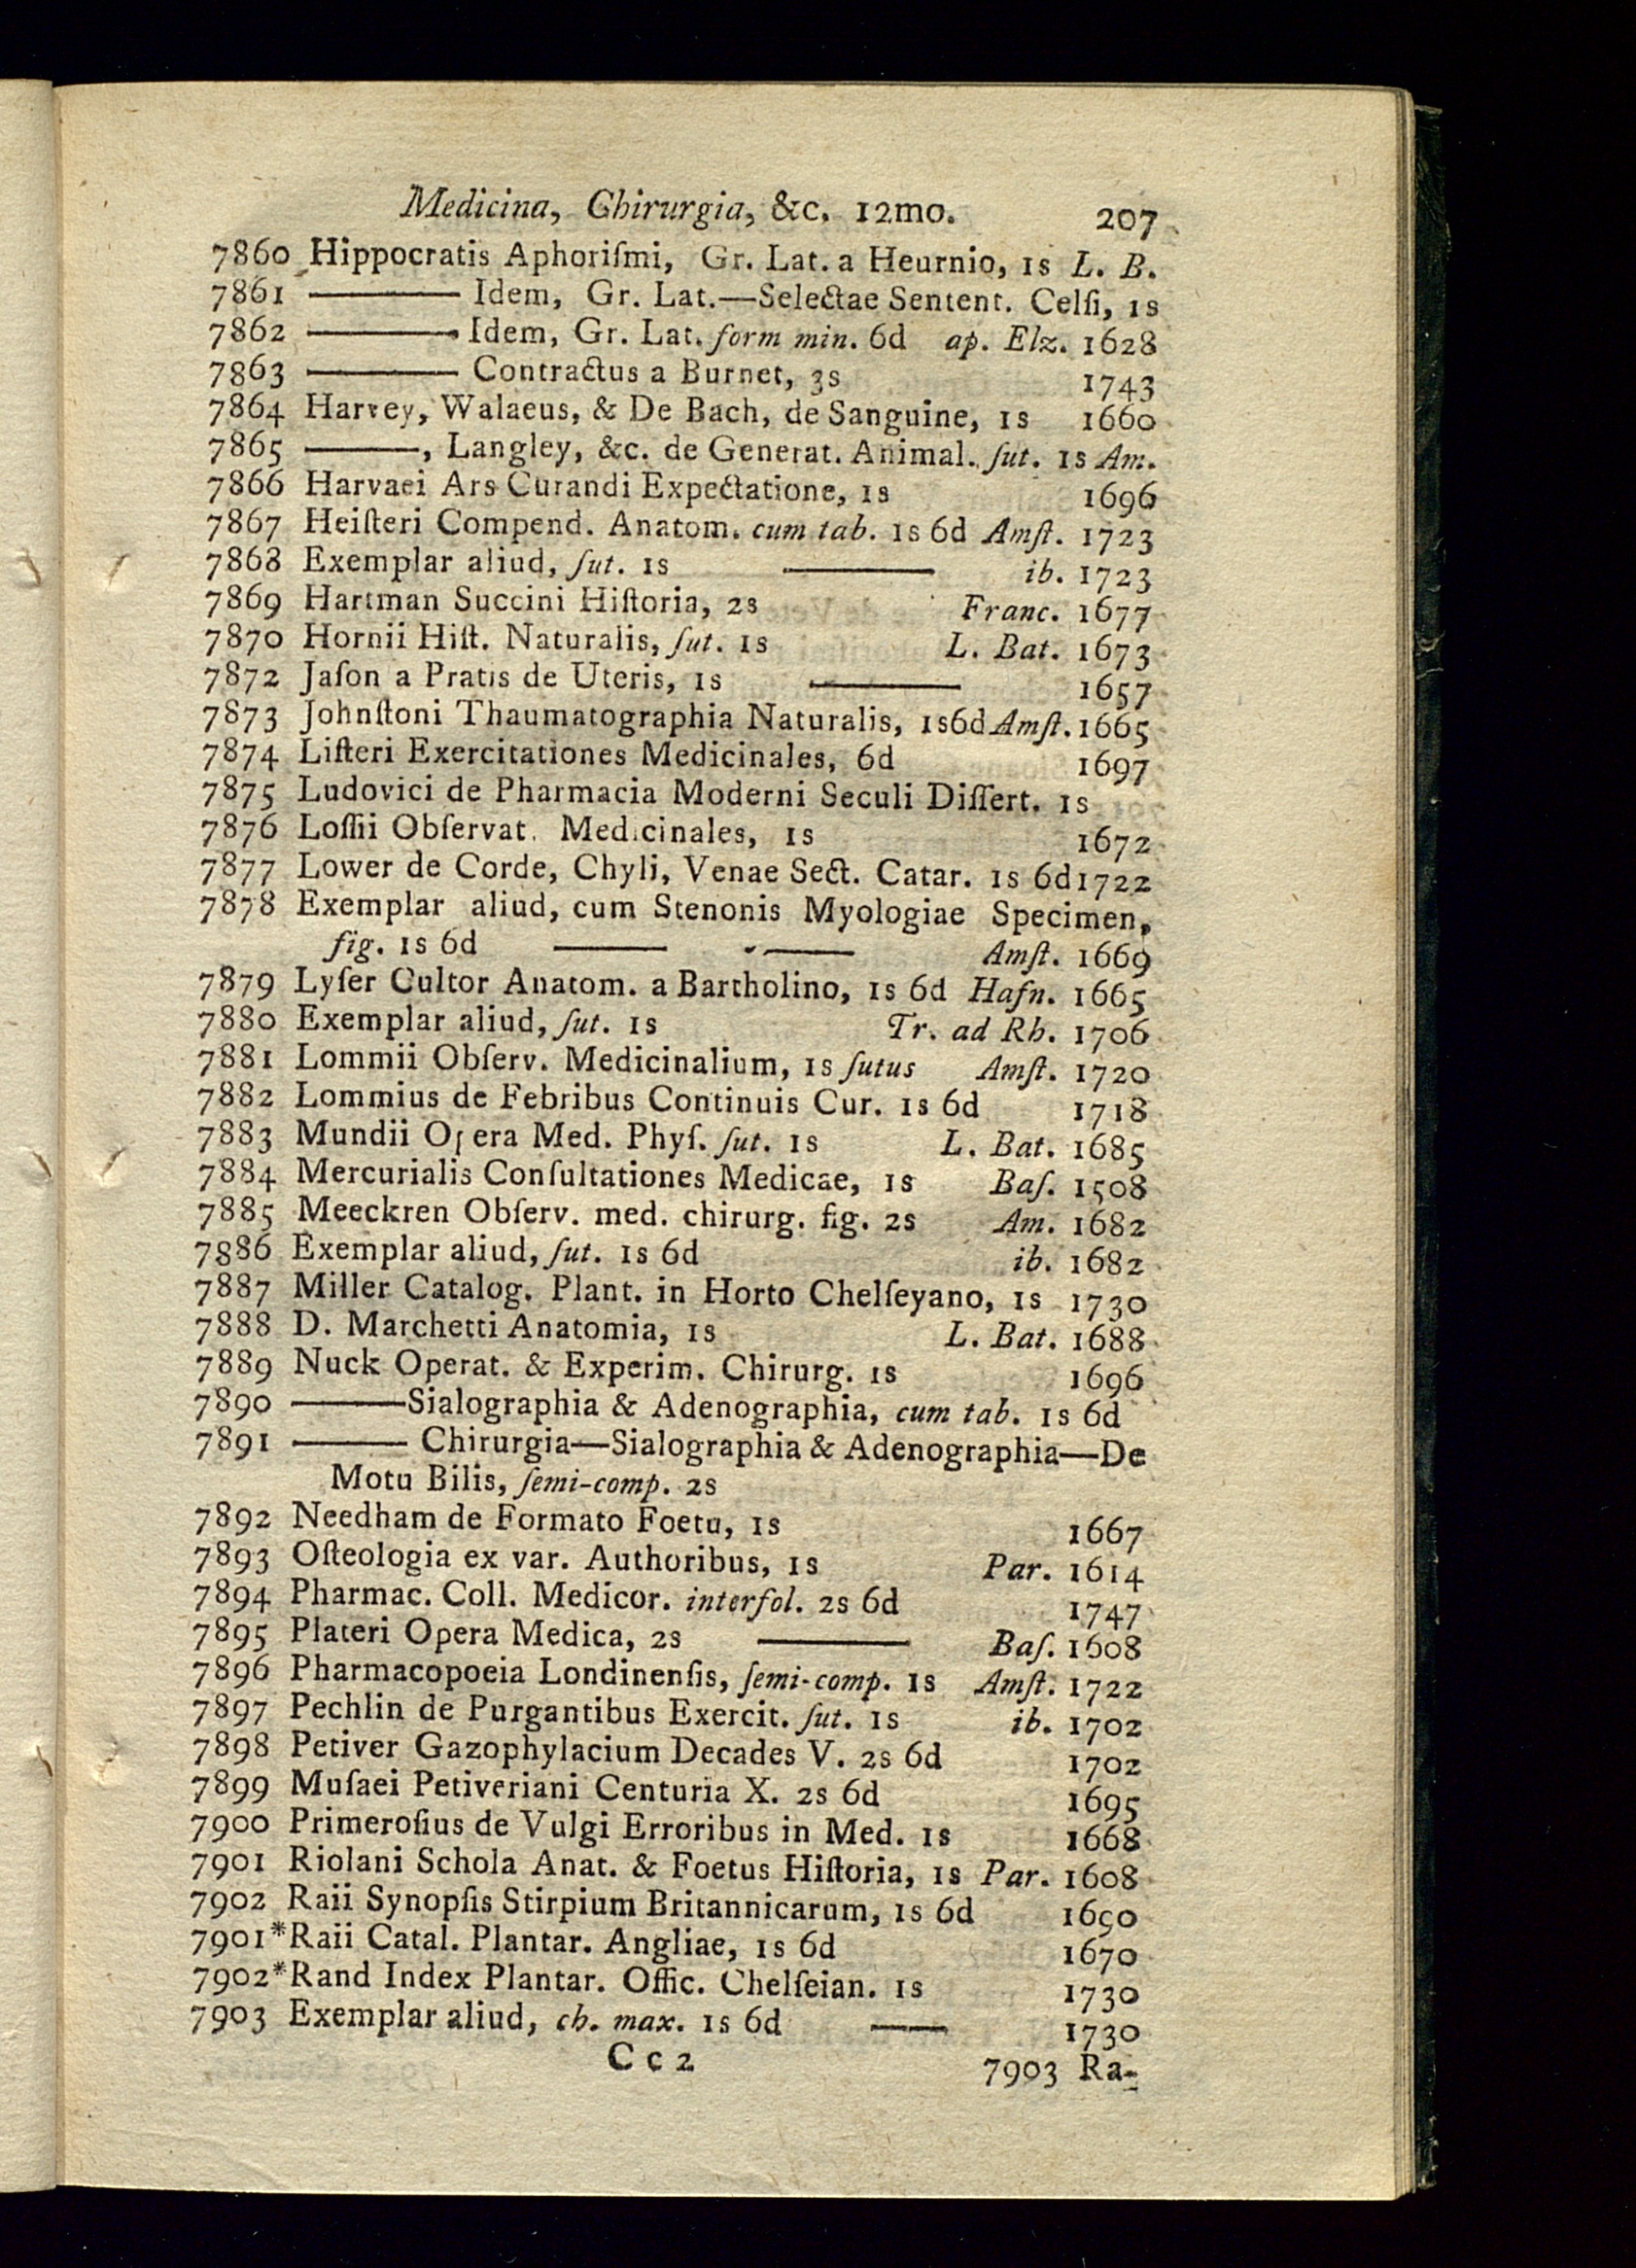 Medicina, Chirurgia, &c. 12mo. 207
7860 Hippocratis Aphoriſmi, Gr. Lat. a Heurnio, 1s L. B.
7861 ——— Idem, Gr. Lat.—Selectae Sentent. Celſi, 1s
7862 ——— Idem, Gr. Lat. form min. 6d ap. Elz. 1628
7863 ——— Contractus a Burnet, 3s 1743
7864 Harvey, Walaeus, & De Bach, de Sanguine, 1s 1660
7865 ———, Langley, &c. de Generat. Animal. ſut. 1s Am.
7866 Harvaei Ars Curandi Expectatione, 1s 1696
7867 Heiſteri Compend. Anatom. cum tab. 1s 6d Amſt. 1723
7868 Exemplar aliud, ſut. 1s ——— ib. 1723
7869 Hartman Succini Hiſtoria, 2s Franc. 1677
7870 Hornii Hiſt. Naturalis, ſut. 1s L. Bat. 1673
7872 Jaſon a Pratis de Uteris, 1s ——— 1657
7873 Johnſtoni Thaumatographia Naturalis, 1s6d Amſt. 1665
7874 Liſteri Exercitationes Medicinales, 6d 1697
7875 Ludovici de Pharmacia Moderni Seculi Diſſert. 1s
7876 Loſſii Obſervat. Medicinales, 1s 1672
7877 Lower de Corde, Chyli, Venae Sect. Catar. 1s 6d 1722
7878 Exemplar aliud, cum Stenonis Myologiae Specimen,
fig. 1s 6d ——— ——— Amſt. 1669
7879 Lyſer Cultor Anatom. a Bartholino, 1s 6d Hafn. 1665
7880 Exemplar aliud, ſut. 1s Tr. ad Rh. 1706
7881 Lommii Obſerv. Medicinalium, 1s ſutus Amſt. 1720
7882 Lommius de Febribus Continuis Cur. 1s 6d 1718
7883 Mundii Opera Med. Phyſ. ſut. 1s L. Bat. 1685
7884 Mercurialis Conſultationes Medicae, 1s Baſ. 1508
7885 Meeckren Obſerv. med. chirurg. fig. 2s Am. 1682
7886 Exemplar aliud, ſut. 1s 6d ib. 1682
7887 Miller Catalog. Plant. in Horto Chelſeyano, 1s 1730
7888 D. Marchetti Anatomia, 1s L. Bat. 1688
7889 Nuck Operat. & Experim. Chirurg. 1s 1696
7890 ———Sialographia & Adenographia, cum tab. 1s 6d
7891 ——— Chirurgia—Sialographia & Adenographia—De
Motu Bilis, ſemi-comp. 2s
7892 Needham de Formato Foetu, 1s 1667
7893 Oſteologia ex var. Authoribus, 1s Par. 1614
7894 Pharmac. Coll. Medicor. interfol. 2s 6d 1747
7895 Plateri Opera Medica, 2s ——— Baſ. 1608
7896 Pharmacopoeia Londinenſis, ſemi-comp. 1s Amſt. 1722
7897 Pechlin de Purgantibus Exercit. ſut. 1s ib. 1702
7898 Petiver Gazophylacium Decades V. 2s 6d 1702
7899 Muſaei Petiveriani Centuria X. 2s 6d 1695
7900 Primeroſius de Vulgi Erroribus in Med. 1s 1668
7901 Riolani Schola Anat. & Foetus Hiſtoria, 1s Par. 1608
7902 Raii Synopſis Stirpium Britannicarum, 1s 6d 1690
7901*Raii Catal. Plantar. Angliae, 1s 6d 1670
7902*Rand Index Plantar. Offic. Chelſeian. 1s 1730
7903 Exemplar aliud, ch. max. 1s 6d —— 1730
C c 2 7903 Ra-